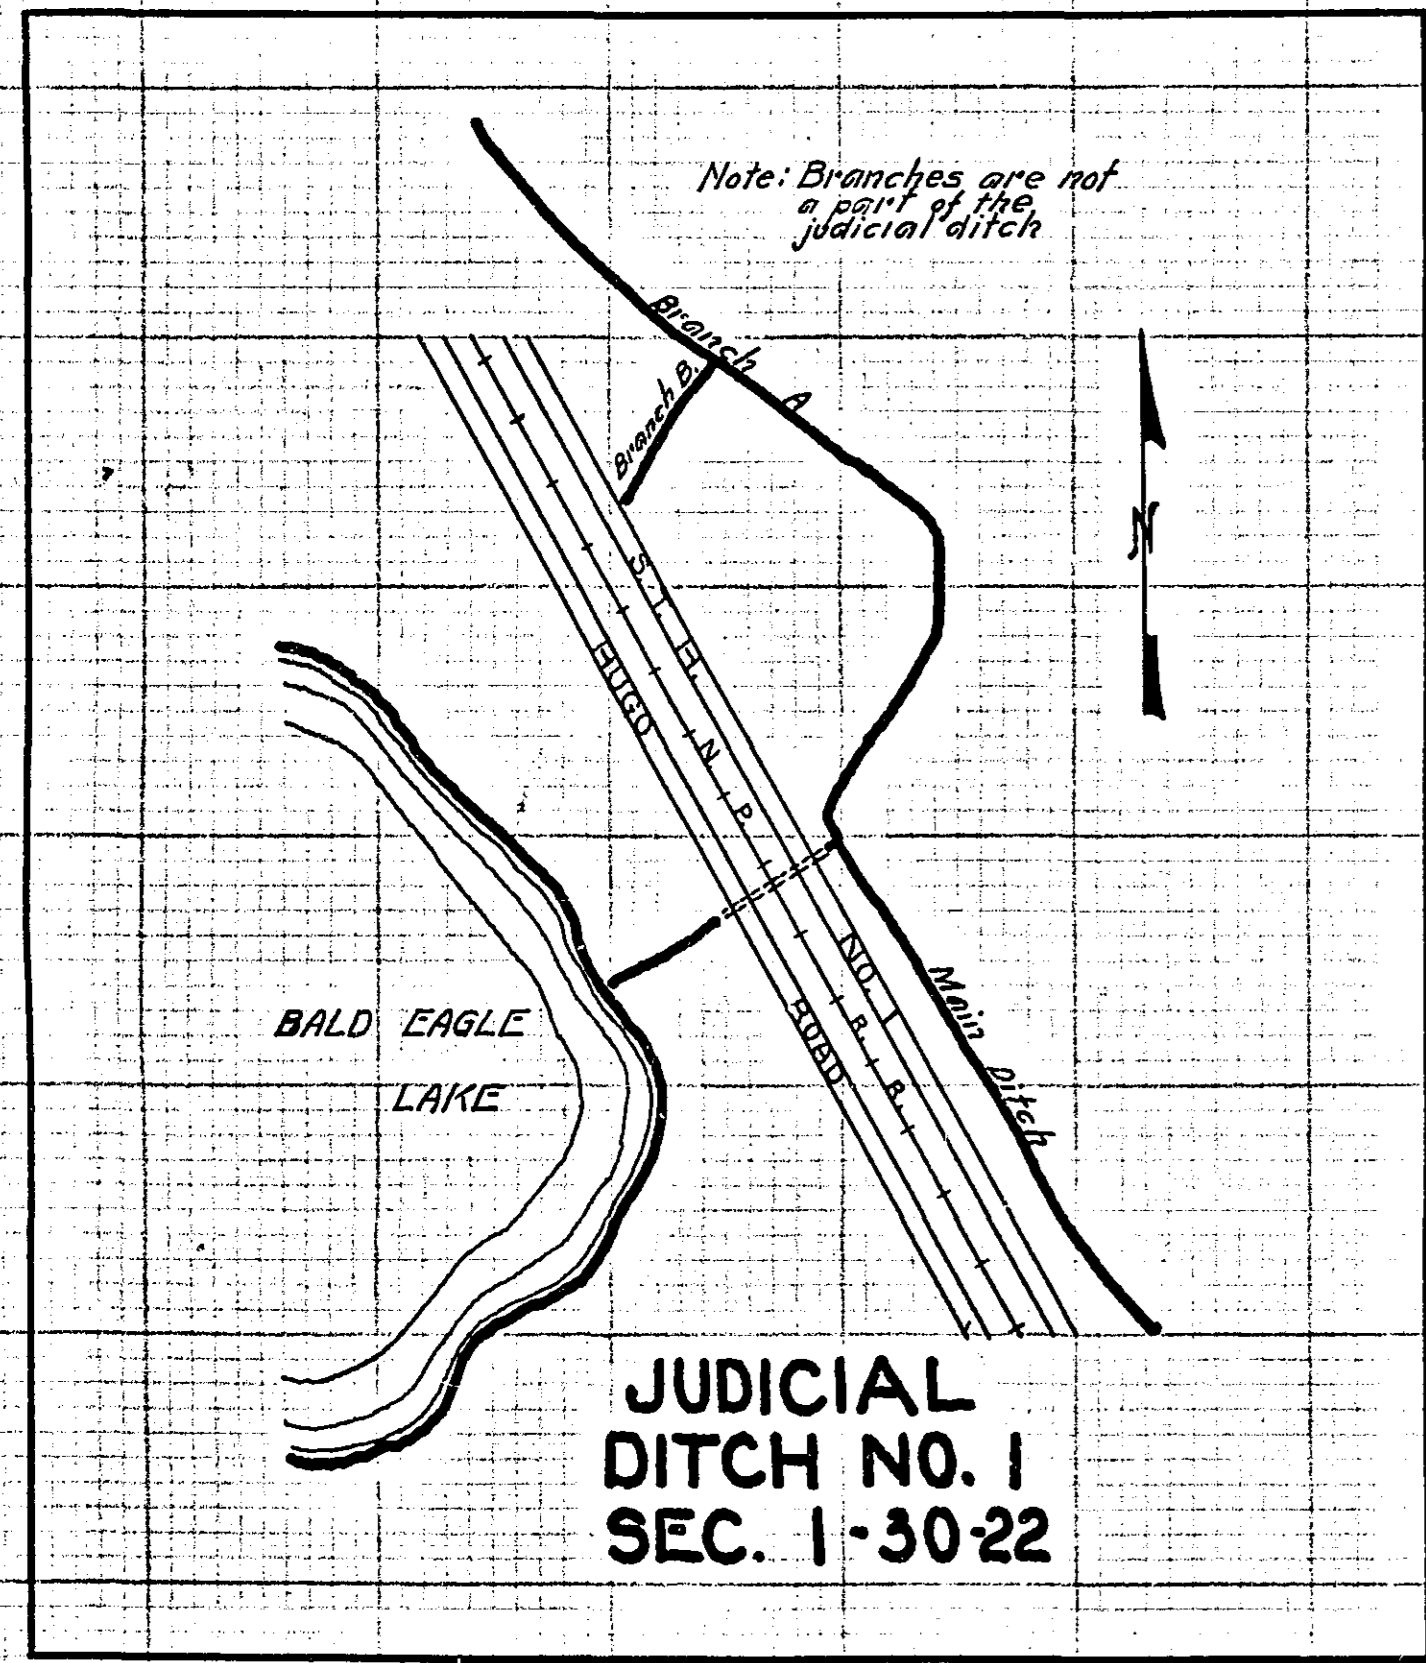 Note: Branches are not
a part of the
judicial ditch
Branch A
Branch B.
N
S. T. H. NO. 1
HUGO ROAD
N. P. R. R.
Main Ditch
BALD EAGLE
LAKE
JUDICIAL
DITCH NO. 1
SEC. 1-30-22